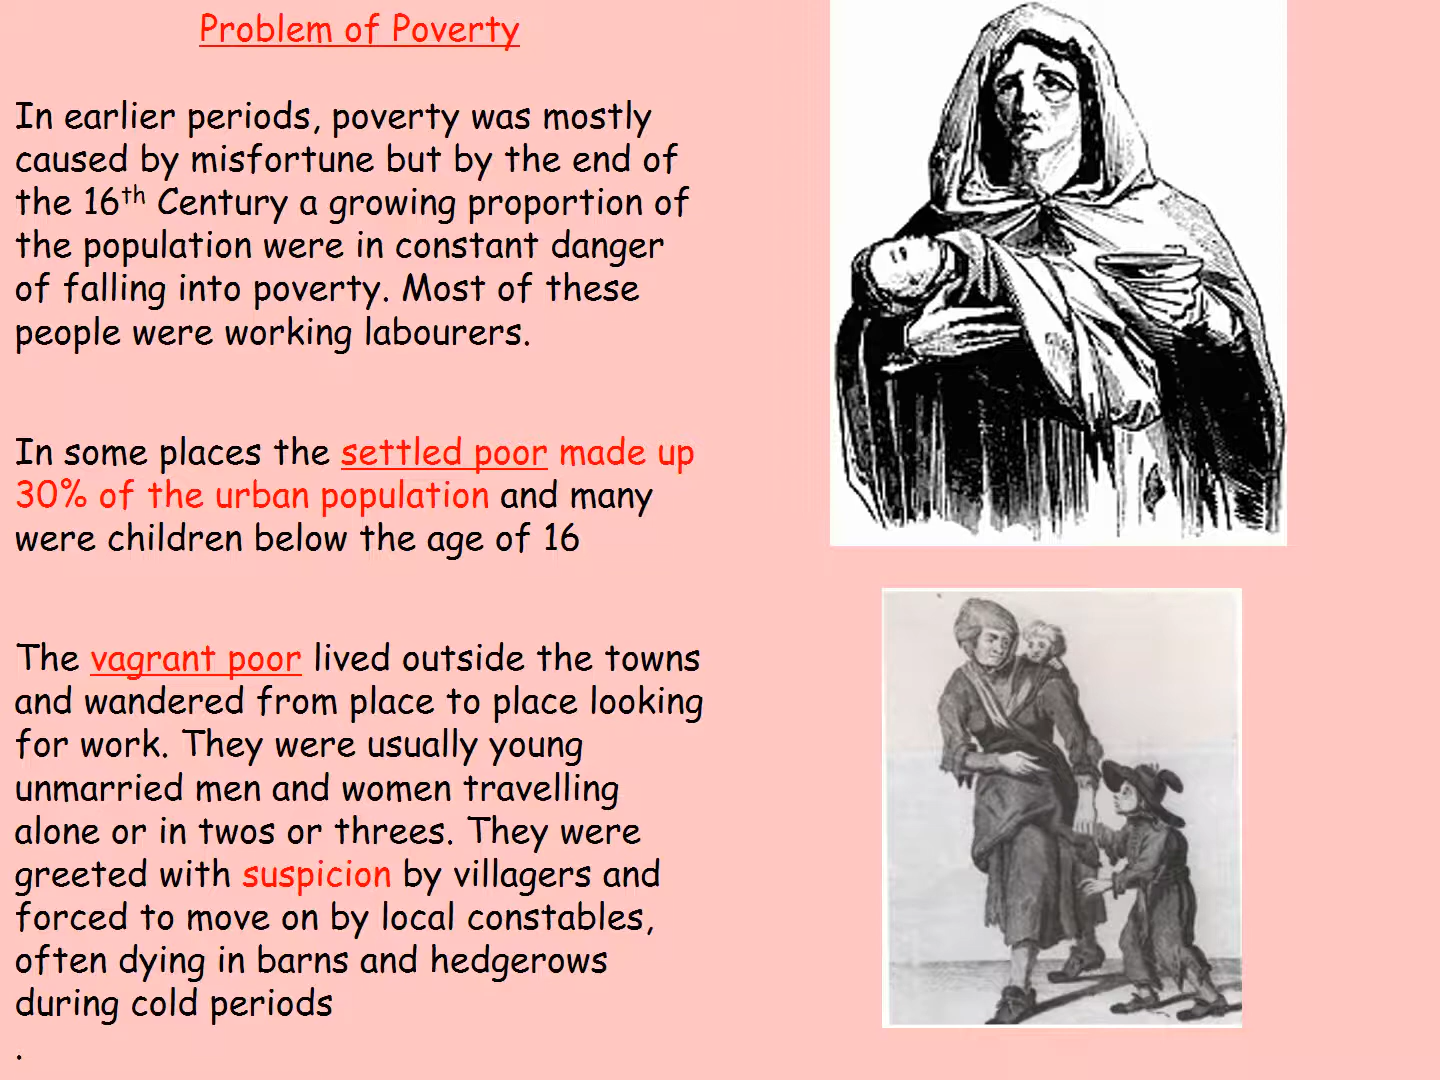 Problem of Poverty
In earlier periods, poverty was mostly
caused by misfortune but by the end of
the 16th Century a growing proportion of
the population were in constant danger
of falling into poverty. Most of these
people were working labourers.
In some places the settled poor made up
30% of the urban population and many
were children below the age of 16
The vagrant poor lived outside the towns
and wandered from place to place looking
for work. They were usually young
unmarried men and women travelling
alone or in twos or threes. They were
greeted with suspicion by villagers and
forced to move on by local constables,
often dying in barns and hedgerows
during cold periods
.